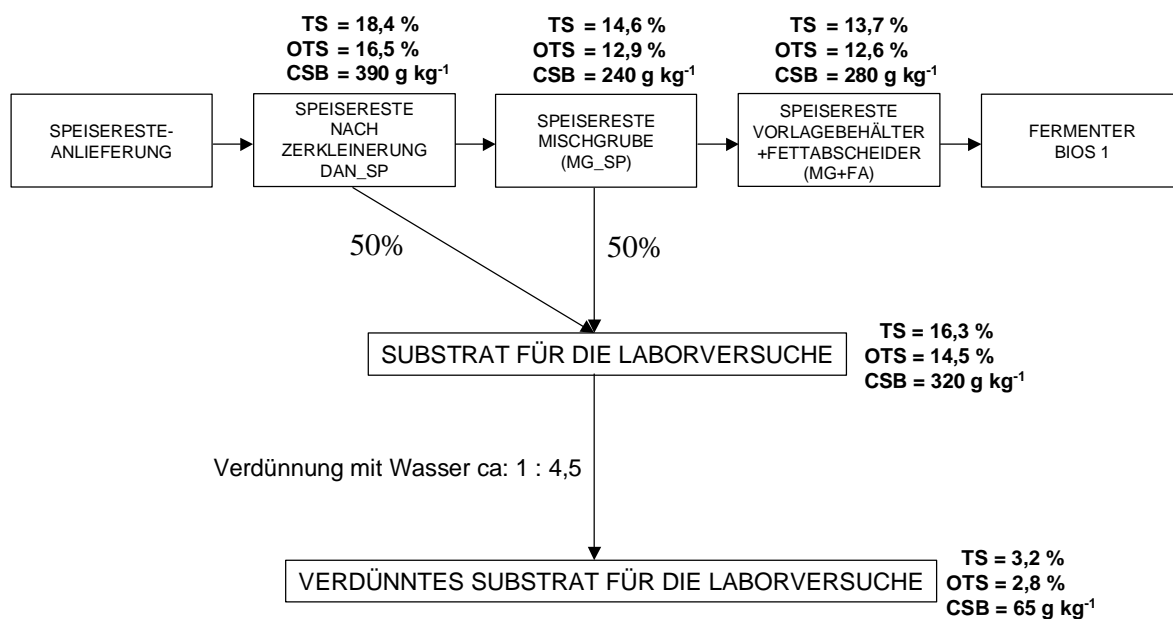 TS = 18,4 %
OTS = 16,5 %
CSB = 390 g kg-1
TS = 14,6 %
OTS = 12,9 %
CSB = 240 g kg-1
TS = 13,7 %
OTS = 12,6 %
CSB = 280 g kg-1
SPEISERESTE-
ANLIEFERUNG
SPEISERESTE
NACH
ZERKLEINERUNG
DAN_SP
SPEISERESTE
MISCHGRUBE
(MG_SP)
SPEISERESTE
VORLAGEBEHÄLTER
+FETTABSCHEIDER
(MG+FA)
FERMENTER
BIOS 1
50%
50%
SUBSTRAT FÜR DIE LABORVERSUCHE
TS = 16,3 %
OTS = 14,5 %
CSB = 320 g kg-1
Verdünnung mit Wasser ca: 1 : 4,5
VERDÜNNTES SUBSTRAT FÜR DIE LABORVERSUCHE
TS = 3,2 %
OTS = 2,8 %
CSB = 65 g kg-1